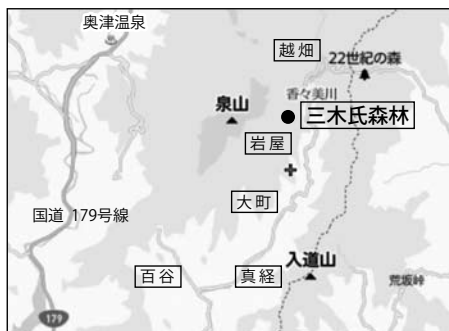 奥津温泉
越畑
22世紀の森
香々美川
泉山
三木氏森林
岩屋
大町
国道 179号線
百谷
真経
入道山
荒坂峠
179